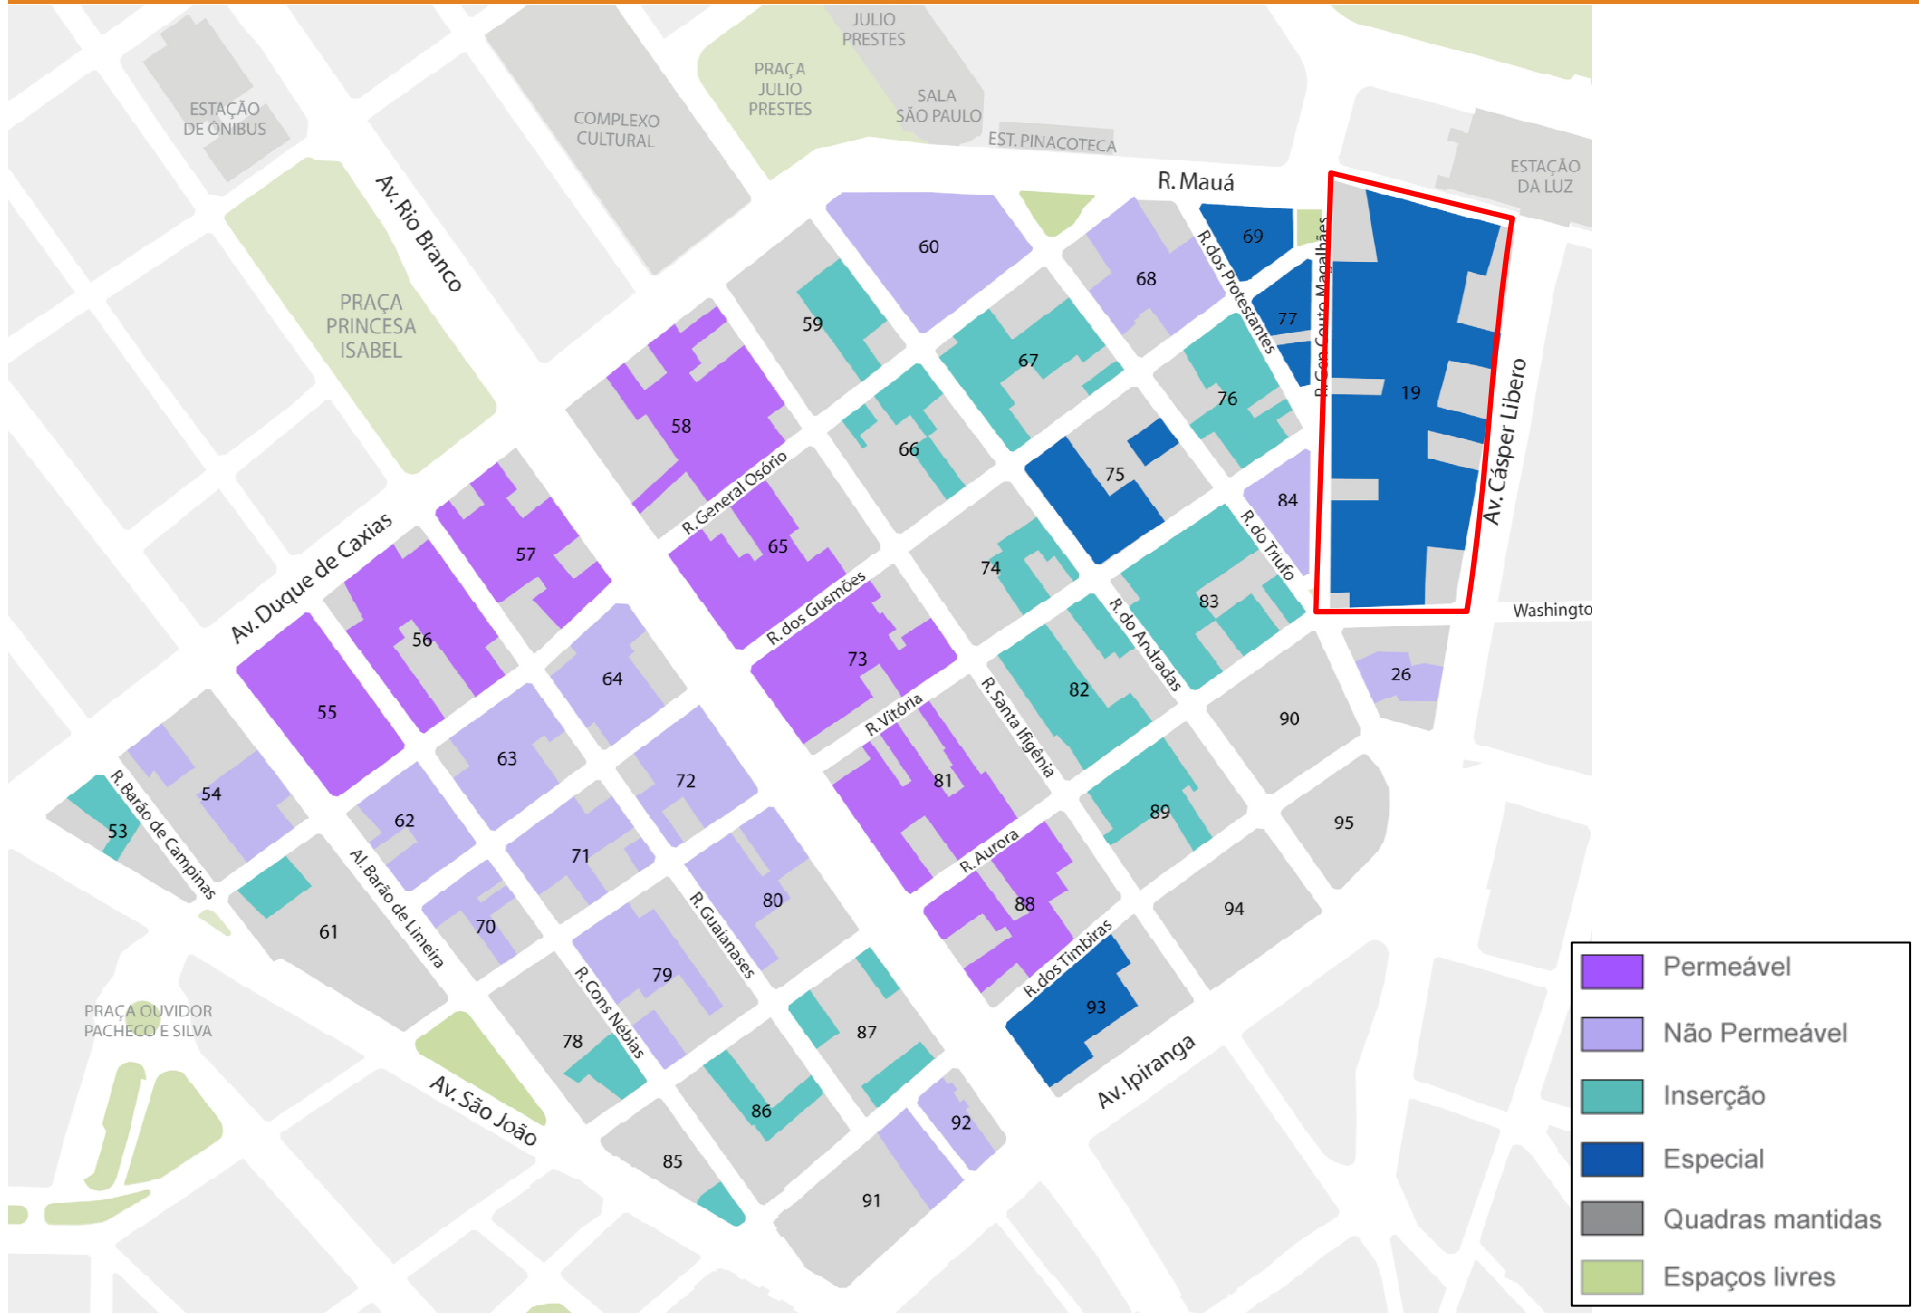 JULIO
PRESTES
PRAÇA
JULIO
PRESTES
SALA
SÃO PAULO
ESTAÇÃO
DE ÔNIBUS
COMPLEXO
CULTURAL
EST. PINACOTECA
ESTAÇÃO
DA LUZ
R. Mauá
Av. Rio Branco
PRAÇA
PRINCESA
ISABEL
60
69
68
R. dos Protestantes
R. Gen Couto Magalhães
77
59
67
76
19
Av. Cásper Libero
58
66
75
R. General Osório
84
57
65
74
R. do Triufo
Av. Duque de Caxias
R. dos Gusmões
83
R. do Andradas
Washingto
56
73
64
82
26
55
R. Vitória
R. Santa Ifigênia
90
63
72
81
54
62
89
95
53
R. Barão de Campinas
71
R. Aurora
Al. Barão de Limeira
80
88
94
61
70
R. Guaianases
R. dos Timbiras
79
93
R. Cons Nébias
PRAÇA OUVIDOR
PACHECO E SILVA
78
87
Av. Ipiranga
Av. São João
86
92
85
91
Permeável
Não Permeável
Inserção
Especial
Quadras mantidas
Espaços livres